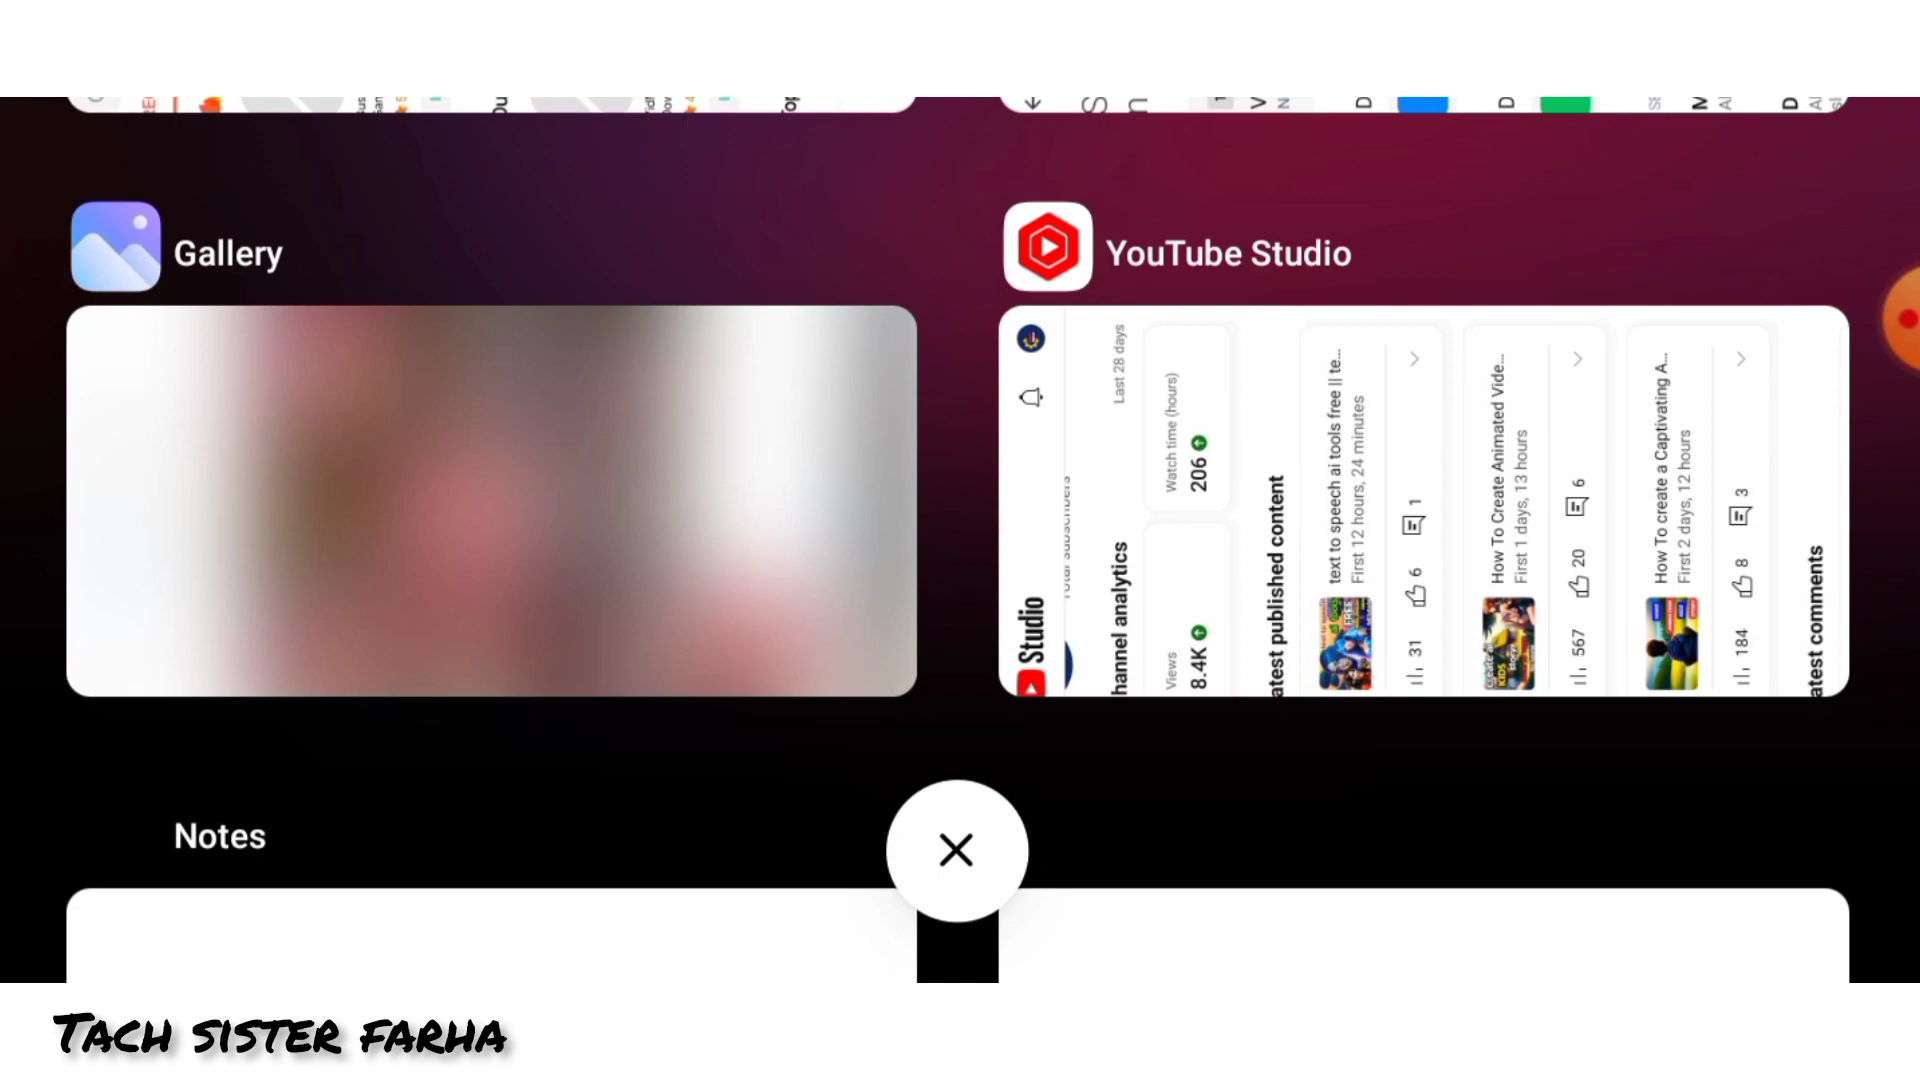 Gallery
YouTube Studio
Studio
Total subscribers
hannel analytics
Last 28 days
Views
8.4K
Watch time (hours)
206
atest published content
text to speech ai tools free || te...
First 12 hours, 24 minutes
31
6
1
How To Create Animated Vide...
First 1 days, 13 hours
567
20
6
How To create a Captivating A...
First 2 days, 12 hours
184
8
3
atest comments
Notes
TACH SISTER FARHA